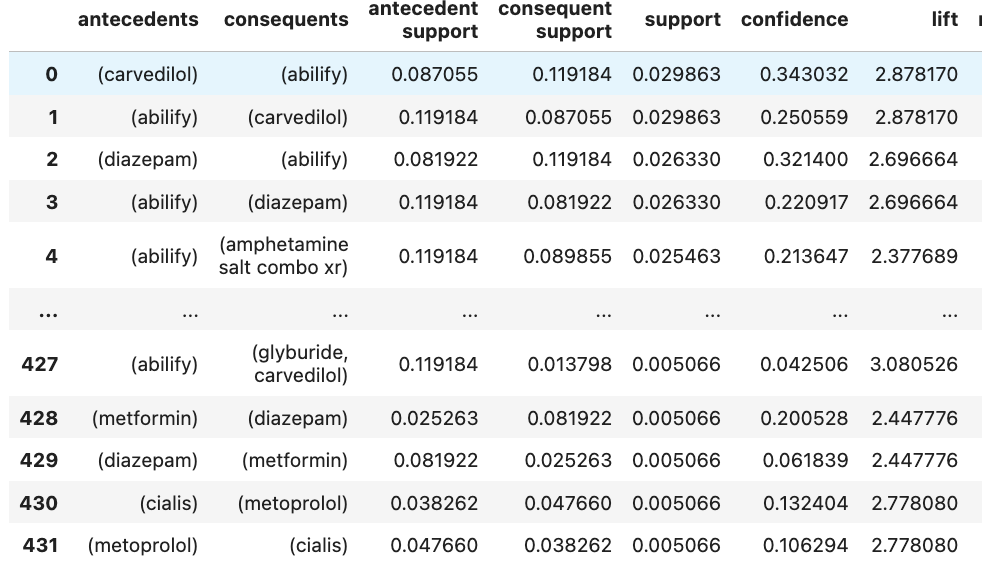 antecedents consequents antecedent support consequent support support confidence lift
0 (carvedilol) (abilify) 0.087055 0.119184 0.029863 0.343032 2.878170
1 (abilify) (carvedilol) 0.119184 0.087055 0.029863 0.250559 2.878170
2 (diazepam) (abilify) 0.081922 0.119184 0.026330 0.321400 2.696664
3 (abilify) (diazepam) 0.119184 0.081922 0.026330 0.220917 2.696664
4 (abilify) (amphetamine salt combo xr) 0.119184 0.089855 0.025463 0.213647 2.377689
... ... ... ... ... ... ... ...
427 (abilify) (glyburide, carvedilol) 0.119184 0.013798 0.005066 0.042506 3.080526
428 (metformin) (diazepam) 0.025263 0.081922 0.005066 0.200528 2.447776
429 (diazepam) (metformin) 0.081922 0.025263 0.005066 0.061839 2.447776
430 (cialis) (metoprolol) 0.038262 0.047660 0.005066 0.132404 2.778080
431 (metoprolol) (cialis) 0.047660 0.038262 0.005066 0.106294 2.778080